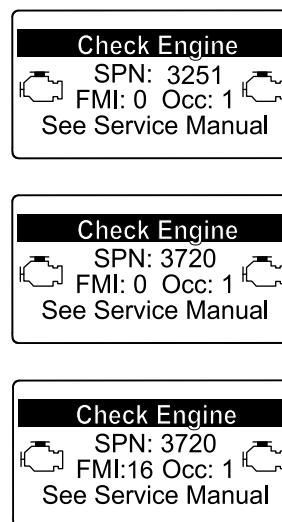 Check Engine
SPN: 3251
FMI: 0 Occ: 1
See Service Manual
Check Engine
SPN: 3720
FMI: 0 Occ: 1
See Service Manual
Check Engine
SPN: 3720
FMI:16 Occ: 1
See Service Manual